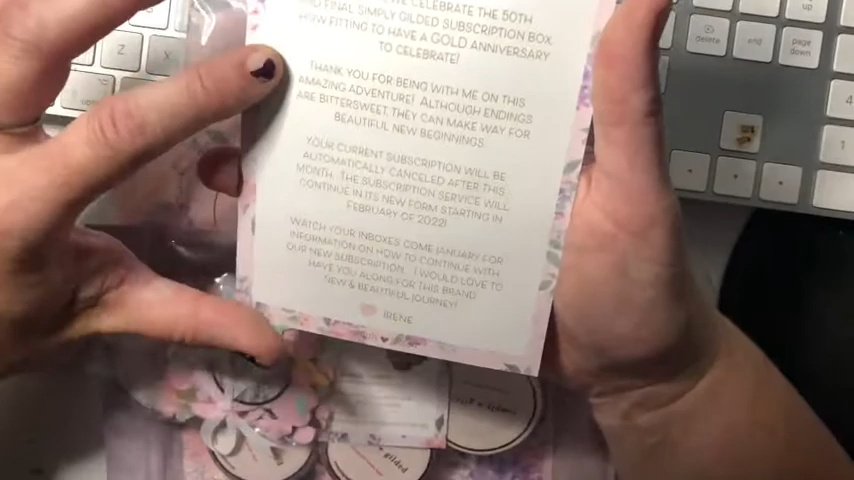 CELEBRATE THE 50TH
FINAL SIMPLY GILDED SUBSCRIPTION BOX.
HOW FITTING TO HAVE A GOLD ANNIVERSARY
TO CELEBRATE!
THANK YOU FOR BEING WITH ME ON THIS
AMAZING ADVENTURE! ALTHOUGH ENDINGS
ARE BITTERSWEET, THEY CAN MAKE WAY FOR
BEAUTIFUL NEW BEGINNINGS.
YOUR CURRENT SUBSCRIPTION WILL BE
AUTOMATICALLY CANCELED AFTER THIS
MONTH. THE SUBSCRIPTION SERVICE WILL
CONTINUE IN ITS NEW FORM STARTING IN
FEBRUARY OF 2022!
WATCH YOUR INBOXES COME JANUARY FOR
INFORMATION ON HOW TO CONTINUE WITH
OUR NEW SUBSCRIPTION. I WOULD LOVE TO
HAVE YOU ALONG FOR THIS BRAND
NEW & BEAUTIFUL JOURNEY!
IRENE
delete
end
page down